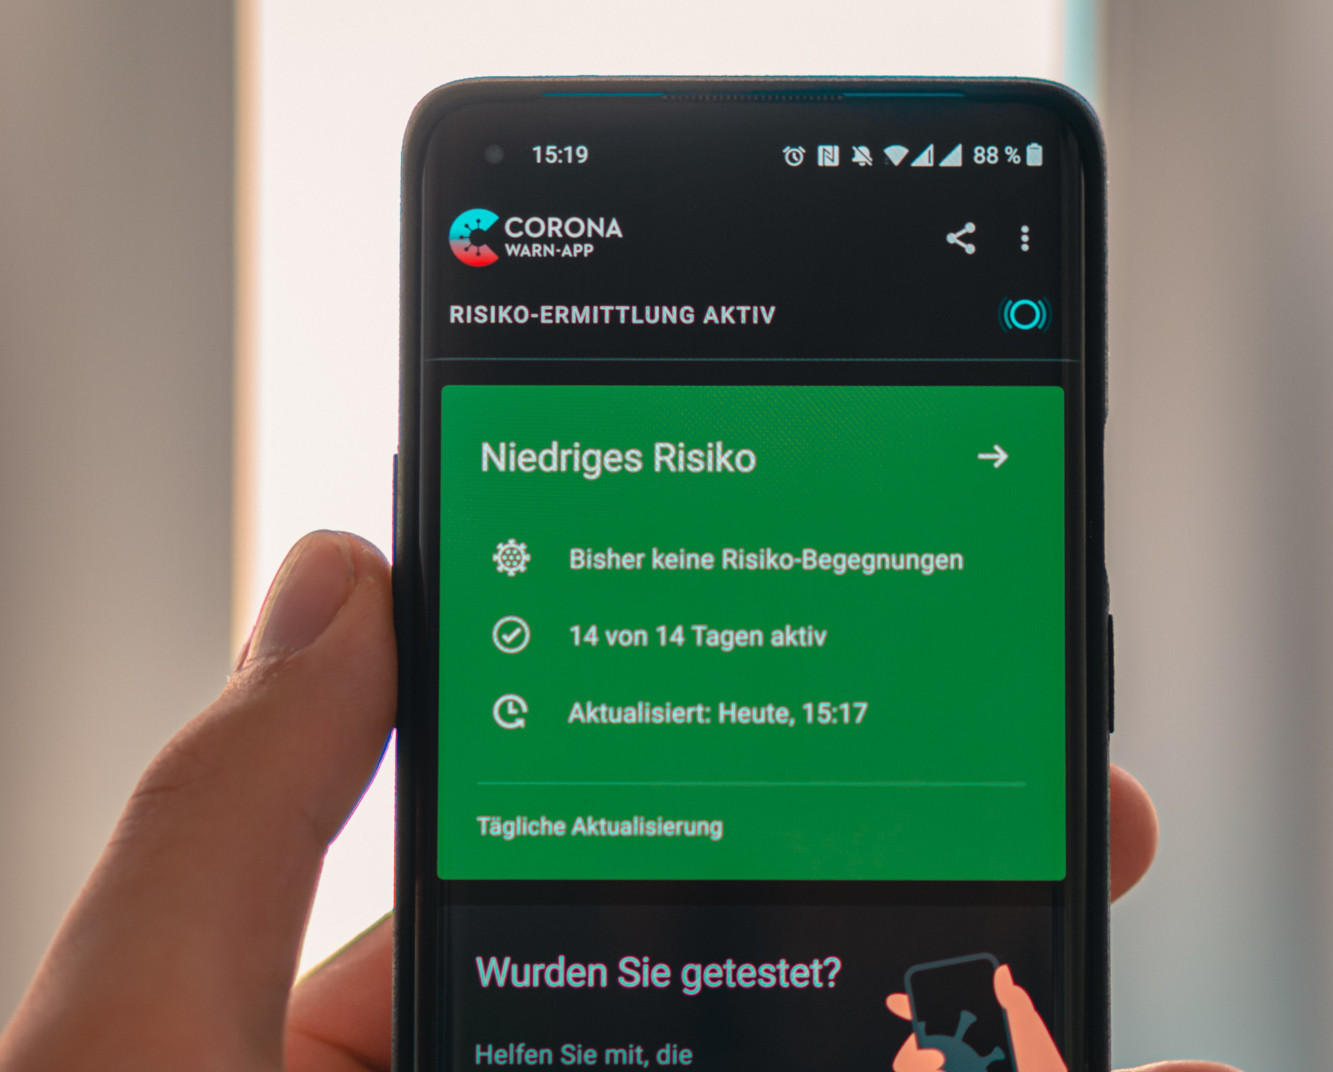 15:19 88 %
CORONA
WARN-APP
RISIKO-ERMITTLUNG AKTIV
Niedriges Risiko
Bisher keine Risiko-Begegnungen
14 von 14 Tagen aktiv
Aktualisiert: Heute, 15:17
Tägliche Aktualisierung
Wurden Sie getestet?
Helfen Sie mit, die